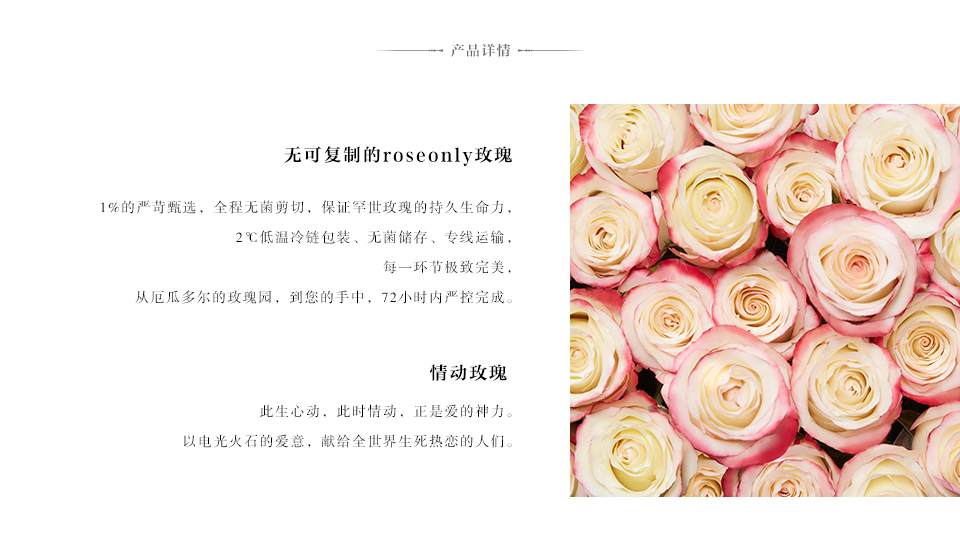 产品详情
无可复制的roseonly玫瑰
1%的严苛甄选，全程无菌剪切，保证罕世玫瑰的持久生命力，
2℃低温冷链包装、无菌储存、专线运输，
每一环节极致完美，
从厄瓜多尔的玫瑰园，到您的手中，72小时内严控完成。
情动玫瑰
此生心动，此时情动，正是爱的神力。
以电光火石的爱意，献给全世界生死热恋的人们。